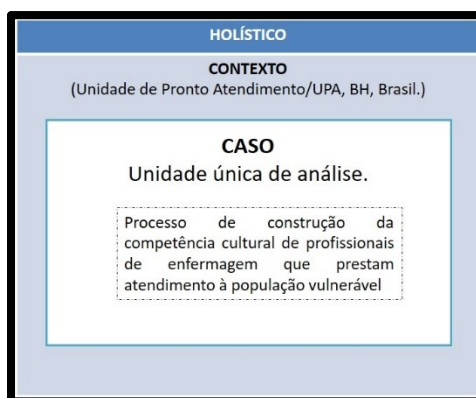 HOLÍSTICO
CONTEXTO
(Unidade de Pronto Atendimento/UPA, BH, Brasil.)
CASO
Unidade única de análise.
Processo de construção da
competência cultural de profissionais
de enfermagem que prestam
atendimento à população vulnerável